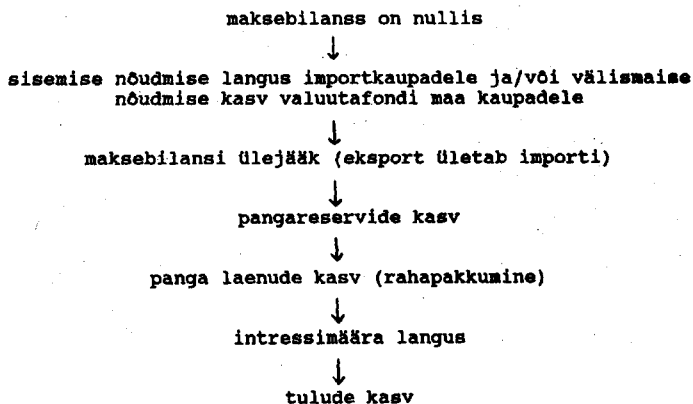 maksebilanss on nullis
↓
sisemise nõudmise langus importkaupadele ja/või välismaise
nõudmise kasv valuutafondi maa kaupadele
↓
maksebilansi ülejääk (eksport ületab importi)
↓
pangareservide kasv
↓
panga laenude kasv (rahapakkumine)
↓
intressimäära langus
↓
tulude kasv